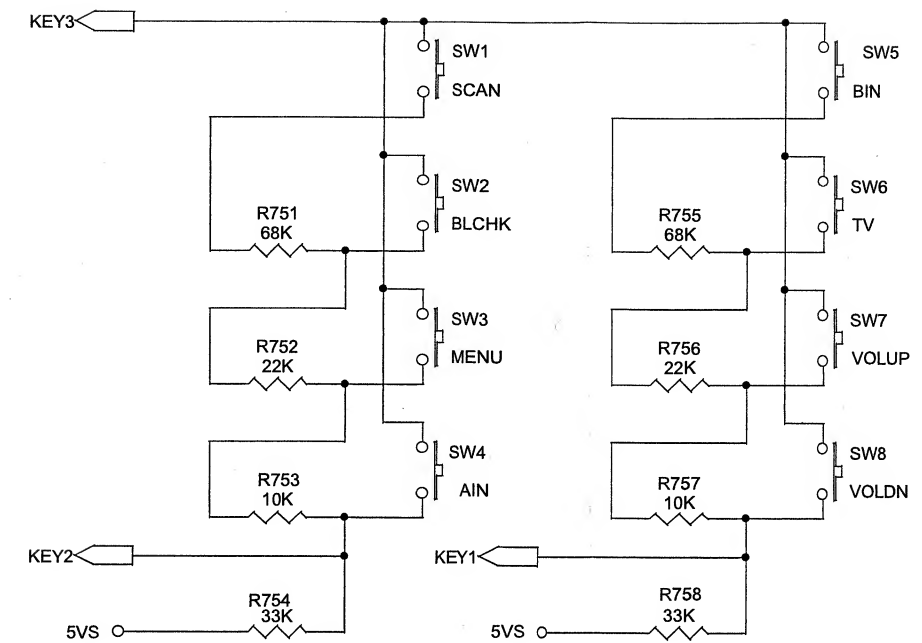 KEY3
SW1
SCAN
SW5
BIN
SW2
BLCHK
R751
68K
SW6
TV
R755
68K
SW3
MENU
R752
22K
SW7
VOLUP
R756
22K
SW4
AIN
R753
10K
SW8
VOLDN
R757
10K
KEY2
KEY1
R754
33K
5VS
R758
33K
5VS